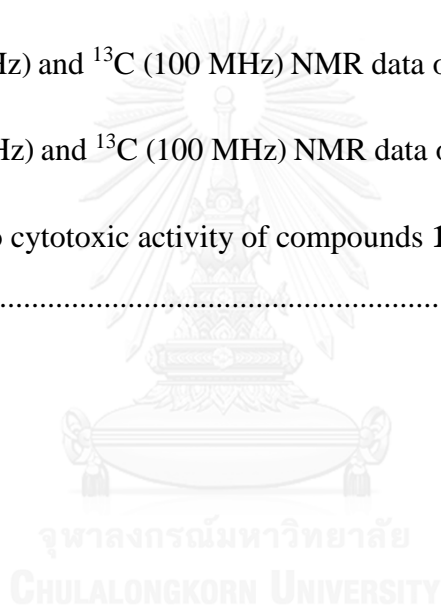 Hz) and ¹³C (100 MHz) NMR data o
Hz) and ¹³C (100 MHz) NMR data o
o cytotoxic activity of compounds 1
................................................................
จุฬาลงกรณ์มหาวิทยาลัย
CHULALONGKORN UNIVERSITY